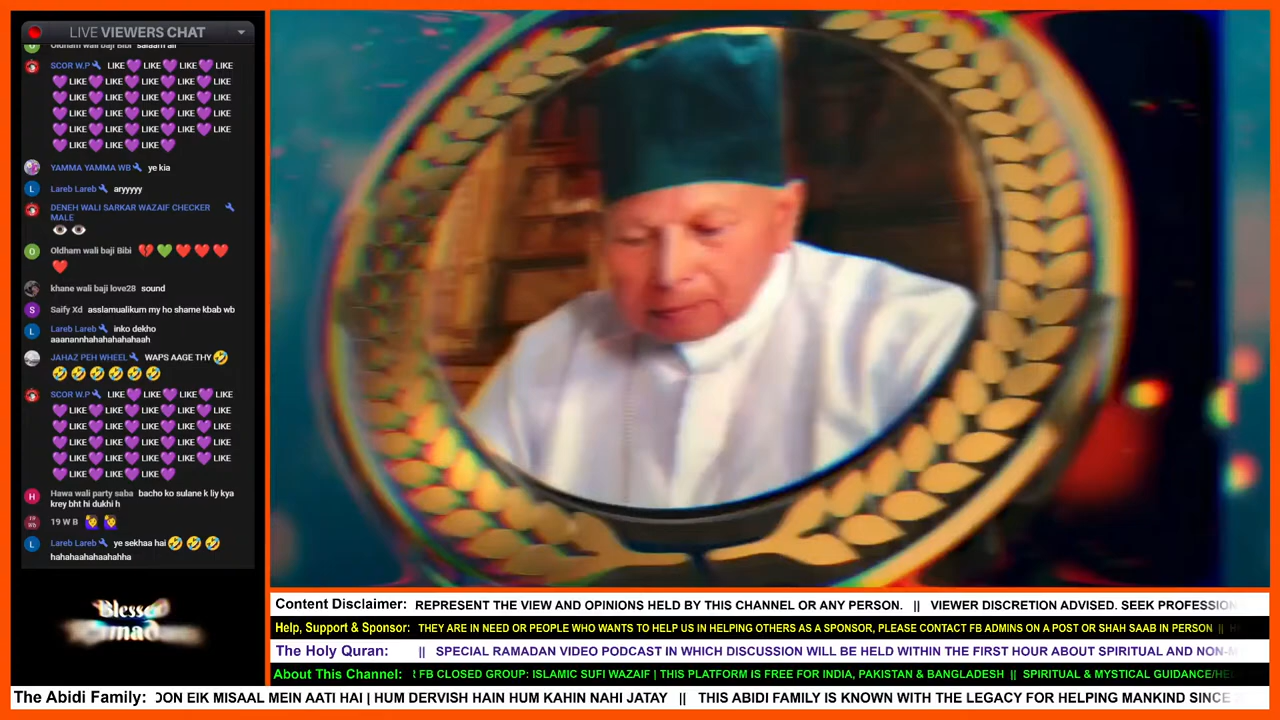 LIVE VIEWERS CHAT
Oldham wali baji Bibi salaam all
SCOR W.P LIKE💜LIKE💜LIKE💜LIKE
💜LIKE💜LIKE💜LIKE💜LIKE💜LIKE
💜LIKE💜LIKE💜LIKE💜LIKE💜LIKE
💜LIKE💜LIKE💜LIKE💜LIKE💜LIKE
💜LIKE💜LIKE💜LIKE💜LIKE💜LIKE
💜LIKE💜LIKE💜LIKE💜
YAMMA YAMMA WB ye kia
Lareb Lareb aryyyyy
DENEH WALI SARKAR WAZAIF CHECKER
MALE
👁👁
Oldham wali baji Bibi 💔💚❤❤❤
❤
khane wali baji love28 sound
Saify Xd asslamualikum my ho shame kbab wb
Lareb Lareb inko dekho
aaanannhahahahahahaah
JAHAZ PEH WHEEL WAPS AAGE THY🤣
🤣🤣🤣🤣🤣🤣
SCOR W.P LIKE💜LIKE💜LIKE💜LIKE
💜LIKE💜LIKE💜LIKE💜LIKE💜LIKE
💜LIKE💜LIKE💜LIKE💜LIKE💜LIKE
💜LIKE💜LIKE💜LIKE💜LIKE💜LIKE
💜LIKE💜LIKE💜LIKE💜LIKE💜LIKE
💜LIKE💜LIKE💜LIKE💜
Hawa wali party saba bacho ko sulane k liy kya
krey bht hi dukhi h
19 W B 🙋‍♀🙋‍♀
Lareb Lareb ye sekhaa hai 🤣🤣🤣
hahahaahahaahahha
Content Disclaimer: REPRESENT THE VIEW AND OPINIONS HELD BY THIS CHANNEL OR ANY PERSON. || VIEWER DISCRETION ADVISED. SEEK PROFESSION
Help, Support & Sponsor: THEY ARE IN NEED OR PEOPLE WHO WANTS TO HELP US IN HELPING OTHERS AS A SPONSOR, PLEASE CONTACT FB ADMINS ON A POST OR SHAH SAAB IN PERSON ||
The Holy Quran: || SPECIAL RAMADAN VIDEO PODCAST IN WHICH DISCUSSION WILL BE HELD WITHIN THE FIRST HOUR ABOUT SPIRITUAL AND NON-
About This Channel: FB CLOSED GROUP: ISLAMIC SUFI WAZAIF | THIS PLATFORM IS FREE FOR INDIA, PAKISTAN & BANGLADESH || SPIRITUAL & MYSTICAL GUIDANCE/HE
The Abidi Family: OON EIK MISAAL MEIN AATI HAI | HUM DERVISH HAIN HUM KAHIN NAHI JATAY || THIS ABIDI FAMILY IS KNOWN WITH THE LEGACY FOR HELPING MANKIND SINCE